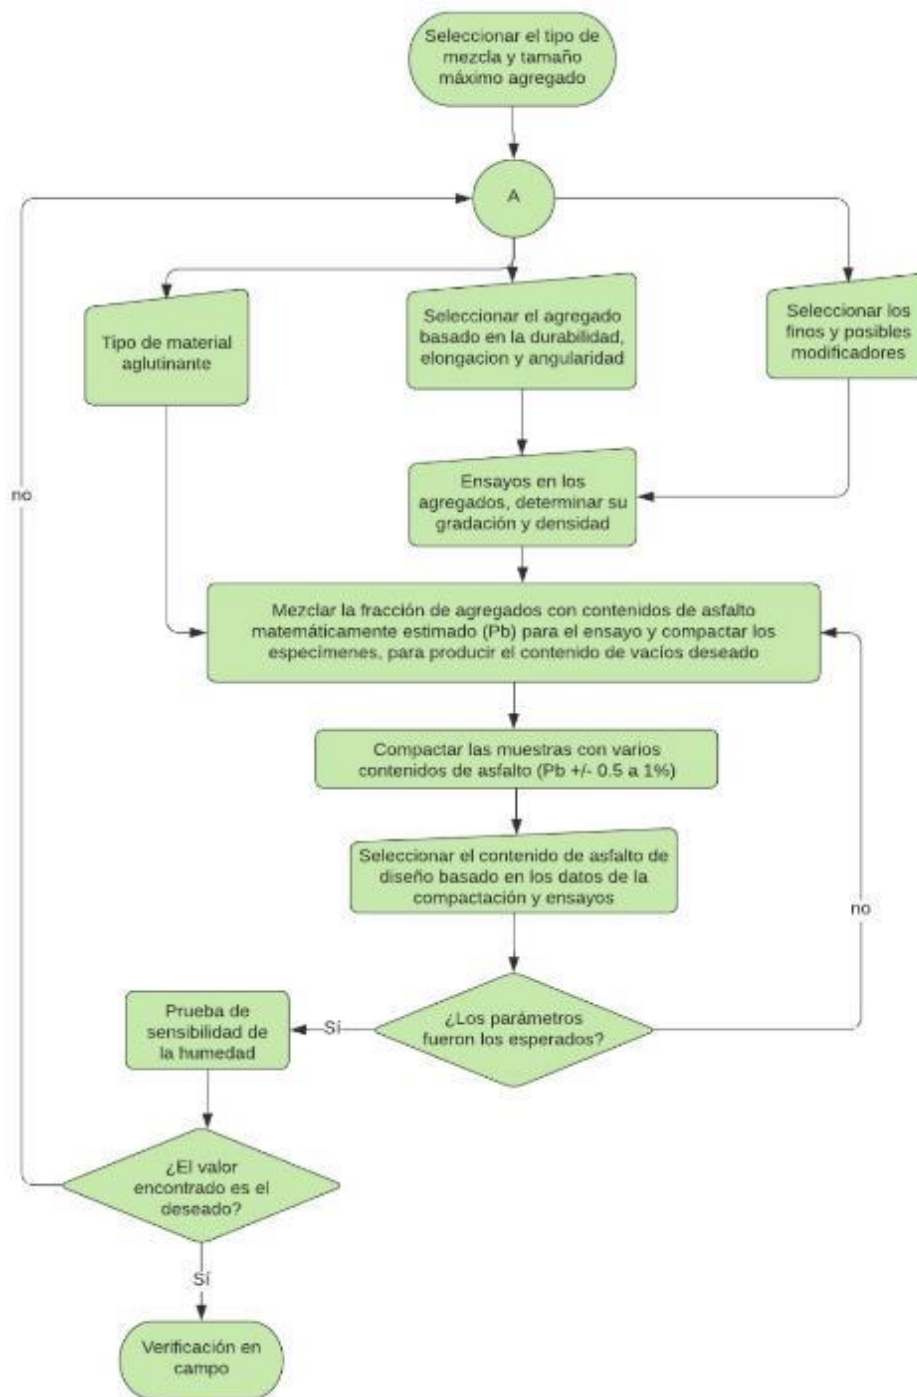 Seleccionar el tipo de
mezcla y tamaño
máximo agregado
A
Tipo de material
aglutinante
Seleccionar el agregado
basado en la durabilidad,
elongacion y angularidad
Seleccionar los
finos y posibles
modificadores
no
Ensayos en los
agregados, determinar su
gradación y densidad
Mezclar la fracción de agregados con contenidos de asfalto
matemáticamente estimado (Pb) para el ensayo y compactar los
especímenes, para producir el contenido de vacíos deseado
Compactar las muestras con varios
contenidos de asfalto (Pb +/- 0.5 a 1%)
Seleccionar el contenido de asfalto de
diseño basado en los datos de la
compactación y ensayos
no
¿Los parámetros
fueron los esperados?
Sí
Prueba de
sensibilidad de
la humedad
¿El valor
encontrado es el
deseado?
Sí
Verificación en
campo